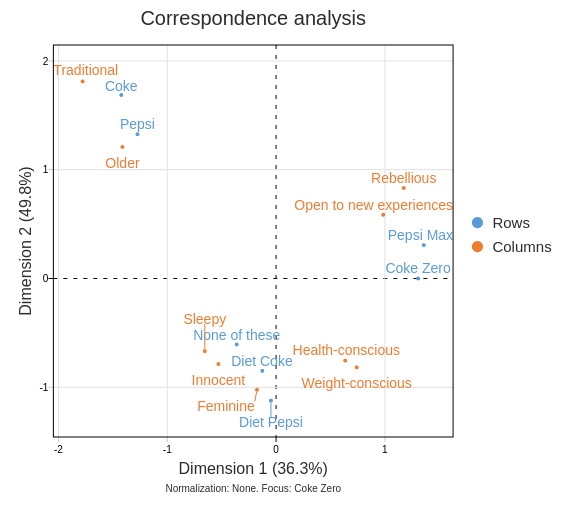 Correspondence analysis
2
Traditional
Coke
Pepsi
Older
1
Rebellious
Open to new experiences
Pepsi Max
Coke Zero
0
Sleepy
None of these
Diet Coke
Health-conscious
Innocent
Weight-conscious
-1
Feminine
Diet Pepsi
-2
-1
0
1
Dimension 2 (49.8%)
Dimension 1 (36.3%)
Normalization: None. Focus: Coke Zero
Rows
Columns